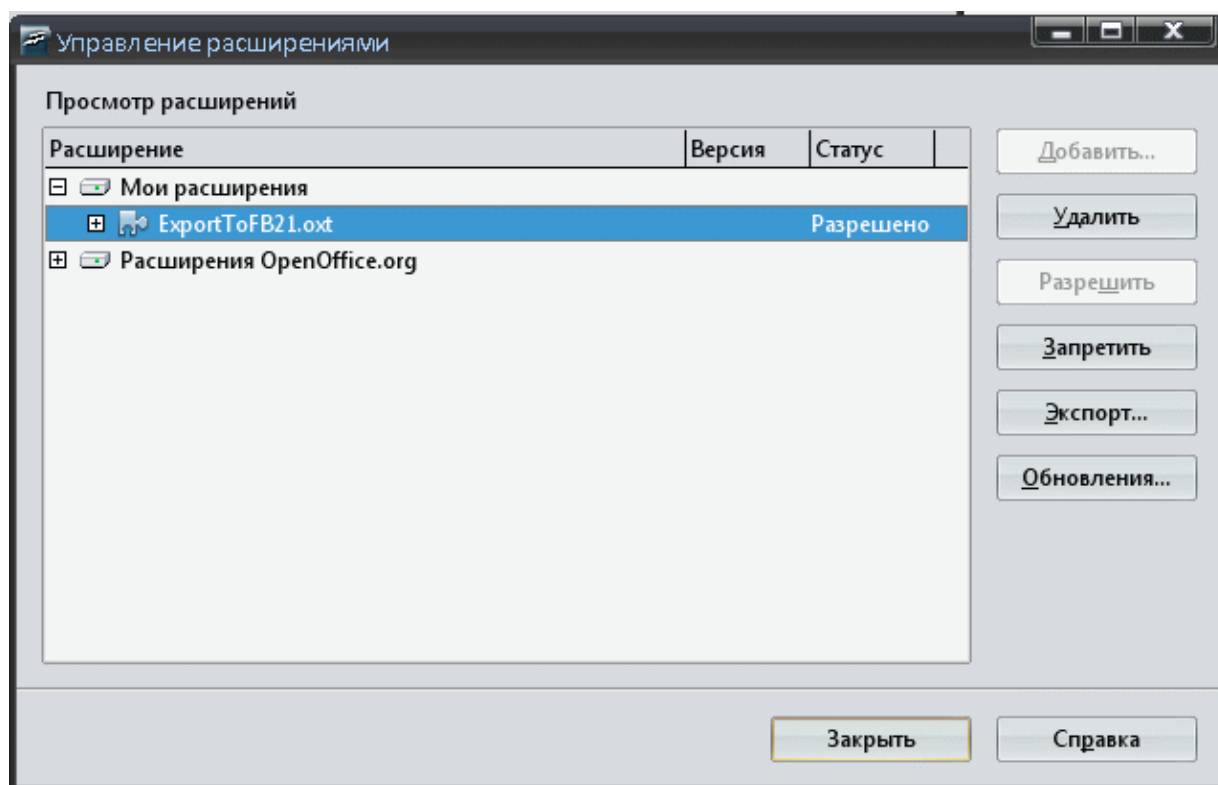 Управление расширениями
Просмотр расширений
Расширение Версия Статус
Добавить...
Мои расширения
ExportToFB21.oxt Разрешено
Удалить
Расширения OpenOffice.org
Разрешить
Запретить
Экспорт...
Обновления...
Закрыть Справка